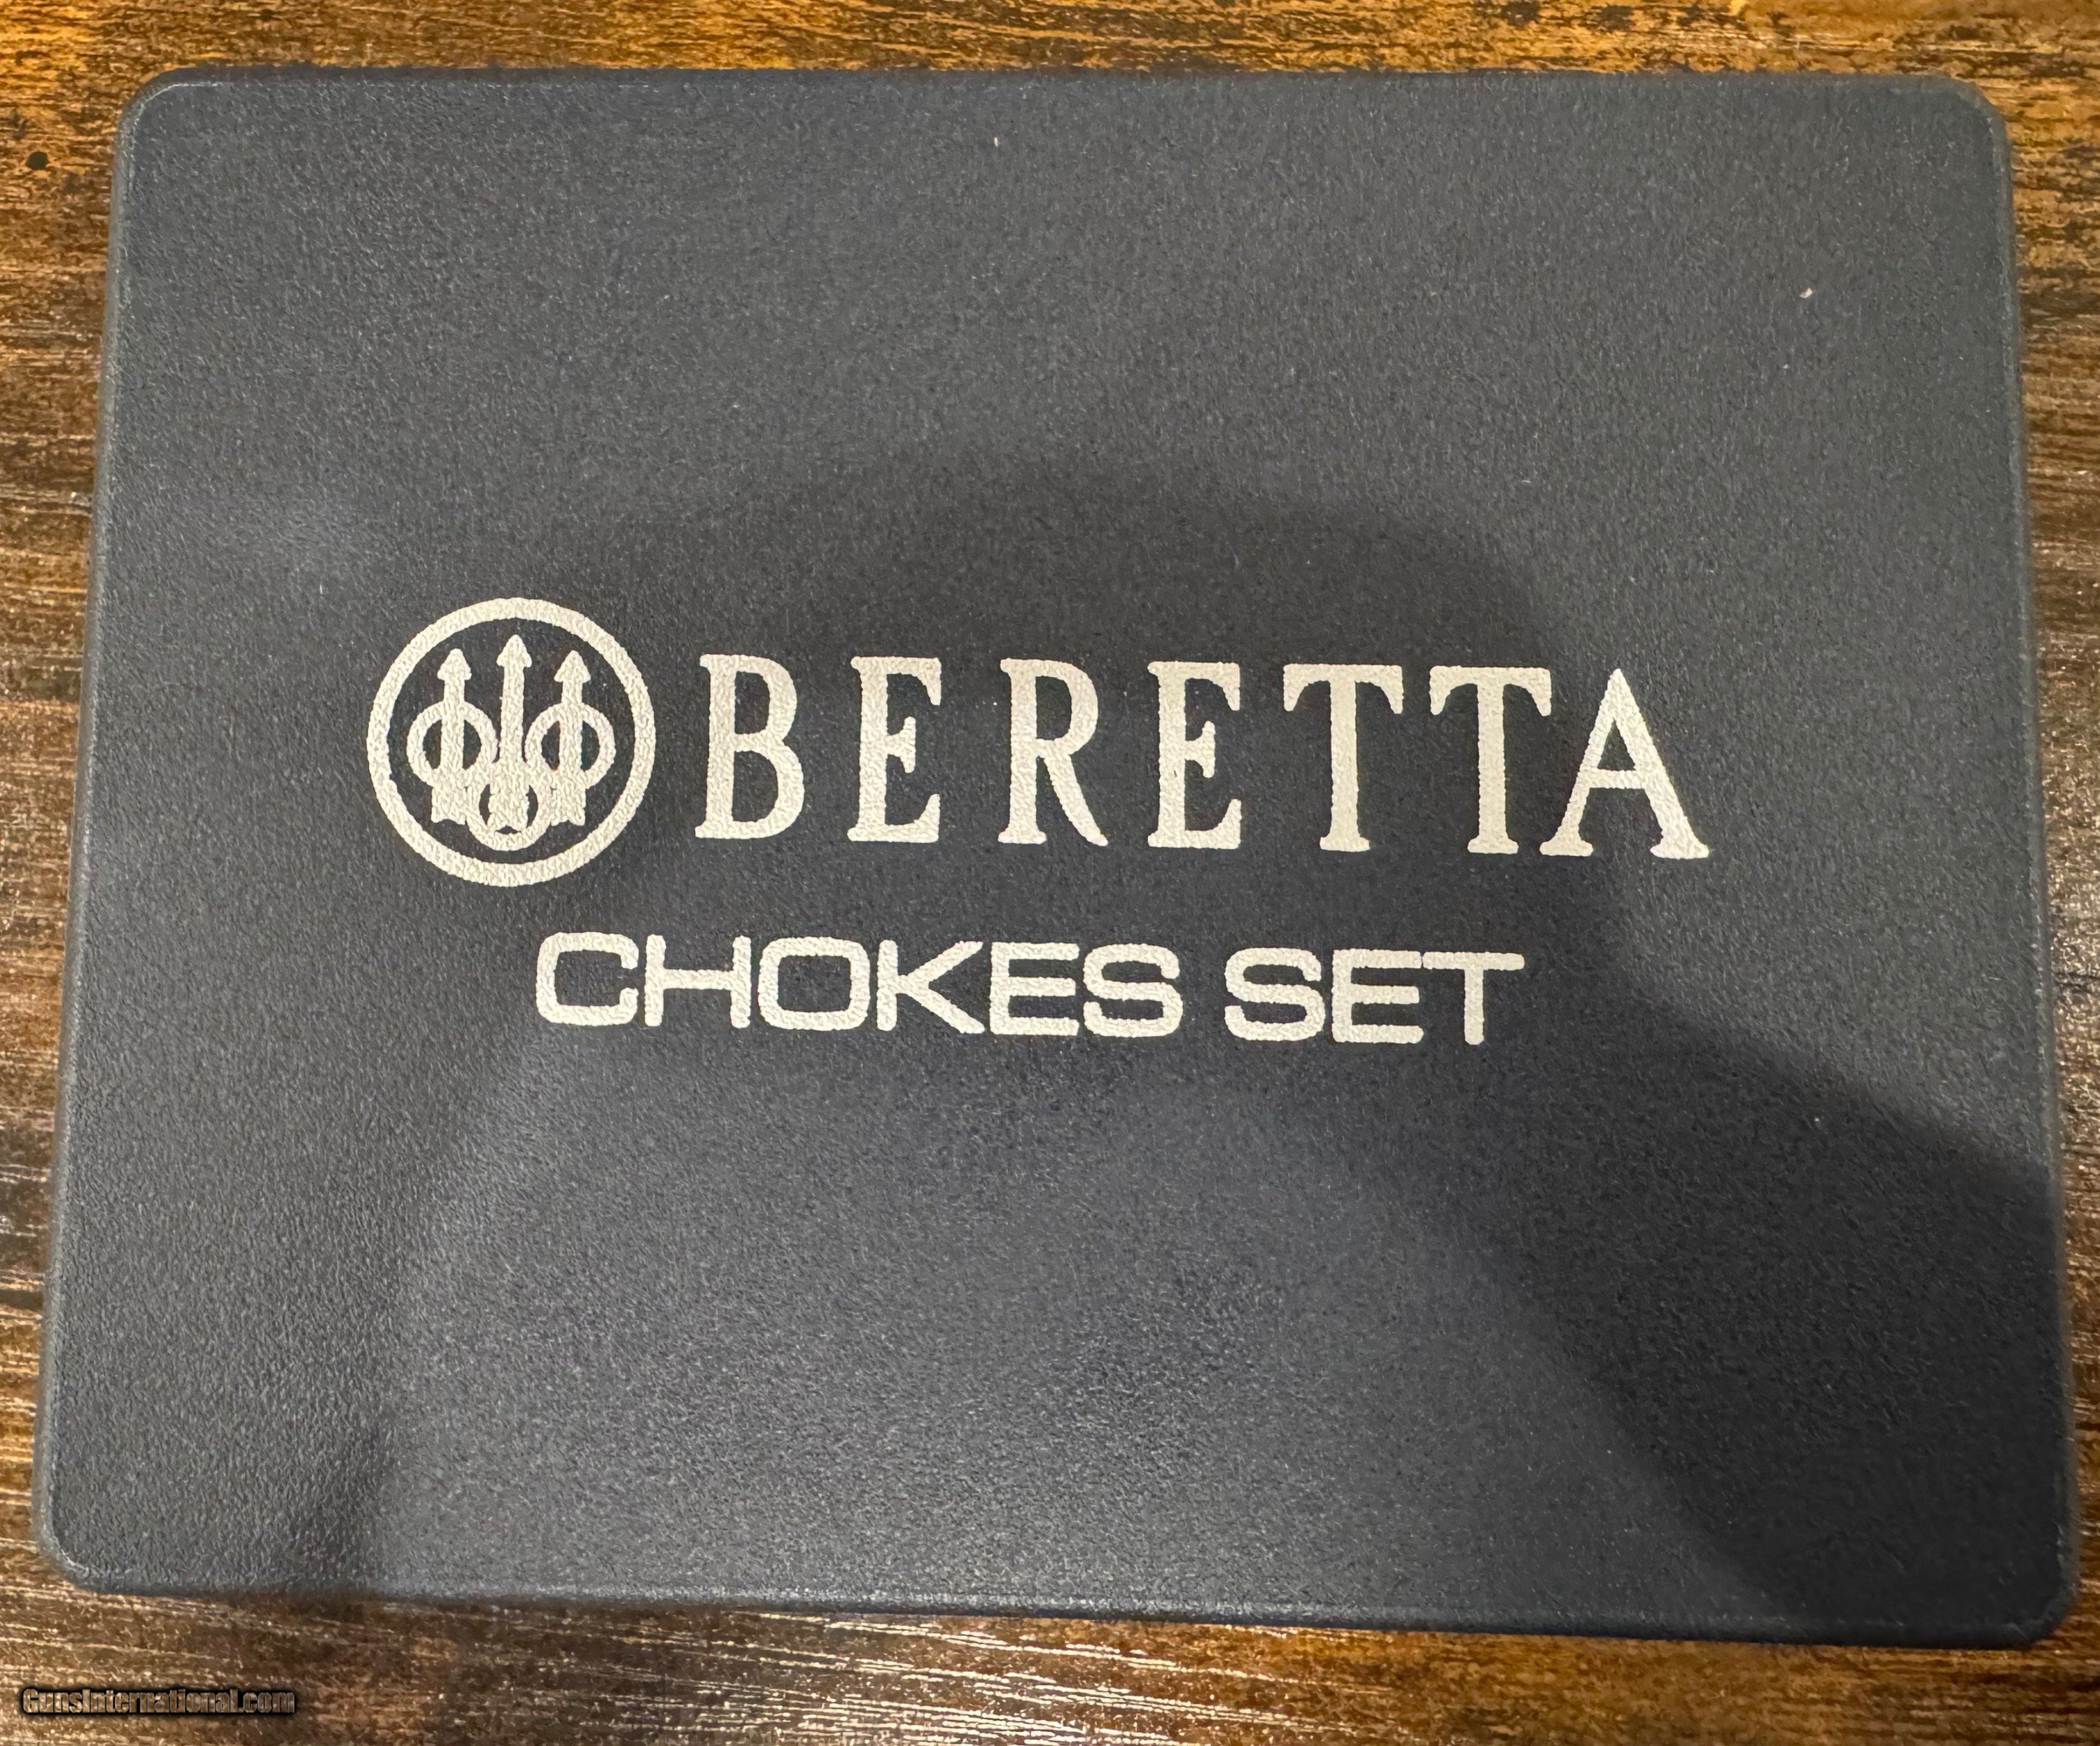 BERETTA
CHOKES SET
GunsInternational.com